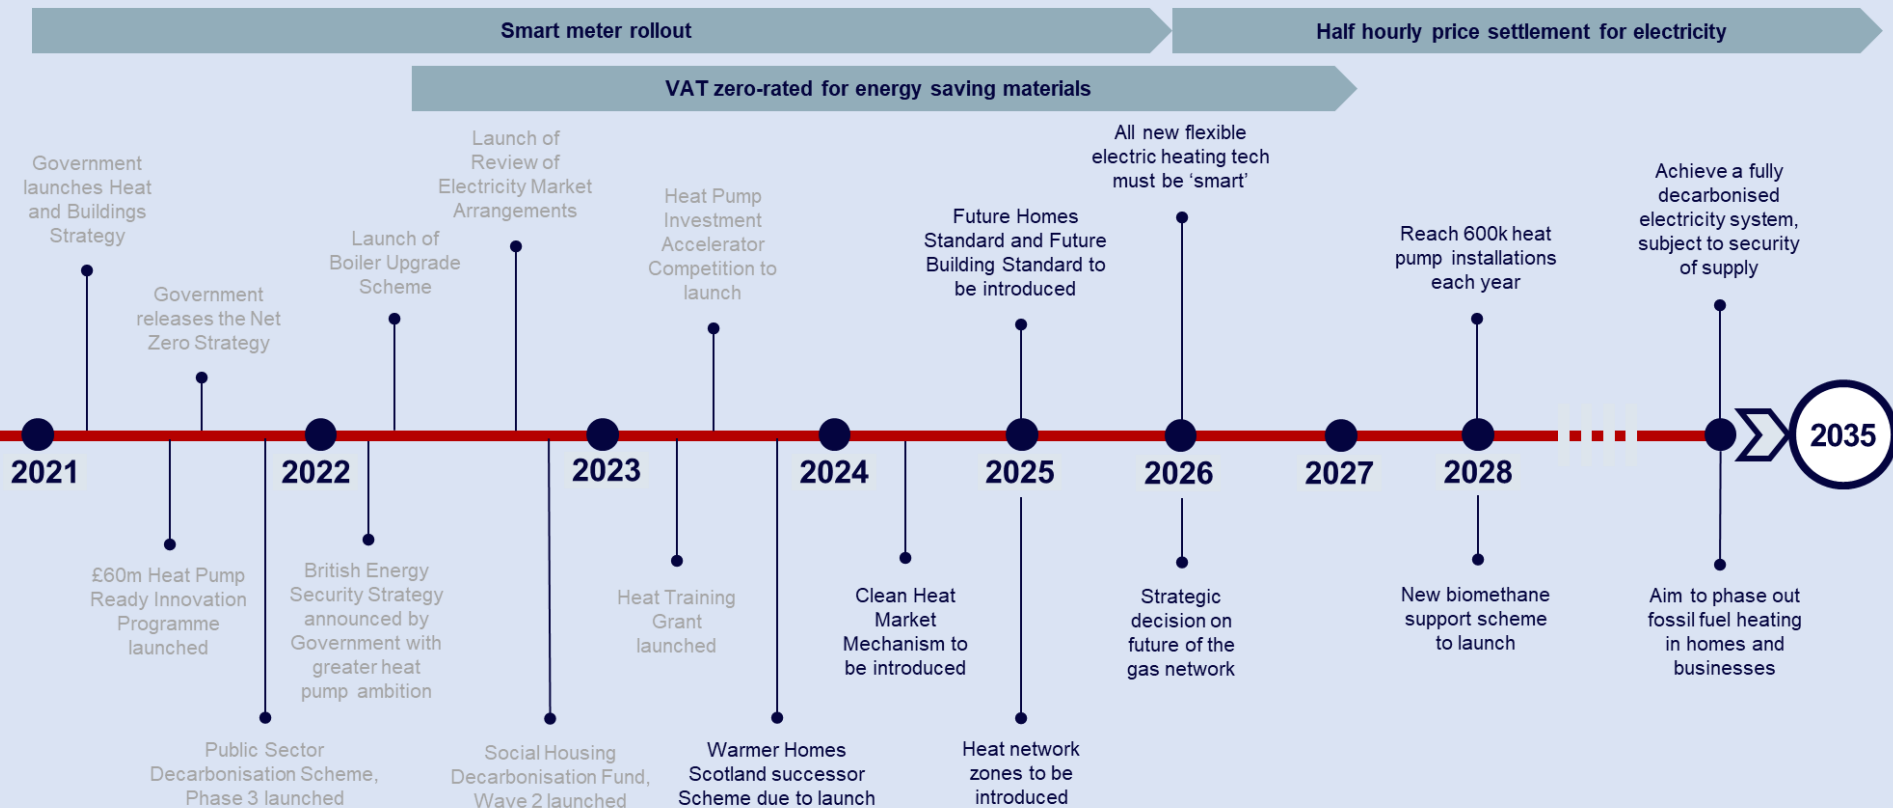 Smart meter rollout
Half hourly price settlement for electricity
VAT zero-rated for energy saving materials
Government
launches Heat
and Buildings
Strategy
Government
releases the Net
Zero Strategy
Launch of
Boiler Upgrade
Scheme
Launch of
Review of
Electricity Market
Arrangements
Heat Pump
Investment
Accelerator
Competition to
launch
Future Homes
Standard and Future
Building Standard to
be introduced
All new flexible
electric heating tech
must be ‘smart’
Reach 600k heat
pump installations
each year
Achieve a fully
decarbonised
electricity system,
subject to security
of supply
2021
2022
2023
2024
2025
2026
2027
2028
2035
£60m Heat Pump
Ready Innovation
Programme
launched
Public Sector
Decarbonisation Scheme,
Phase 3 launched
British Energy
Security Strategy
announced by
Government with
greater heat
pump ambition
Social Housing
Decarbonisation Fund,
Wave 2 launched
Heat Training
Grant
launched
Warmer Homes
Scotland successor
Scheme due to launch
Clean Heat
Market
Mechanism to
be introduced
Heat network
zones to be
introduced
Strategic
decision on
future of the
gas network
New biomethane
support scheme
to launch
Aim to phase out
fossil fuel heating
in homes and
businesses